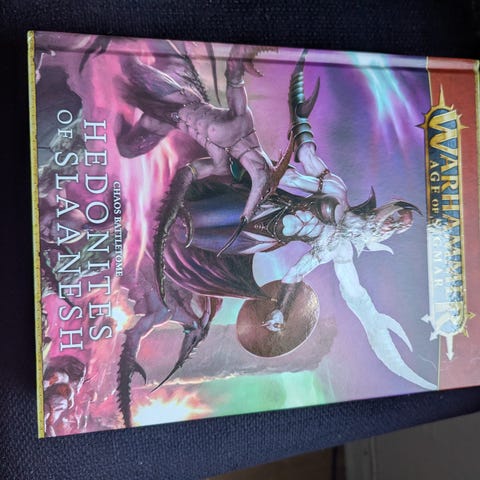 WARHAMMER
AGE OF SIGMAR
CHAOS BATTLETOME
HEDONITES
OF SLAANESH